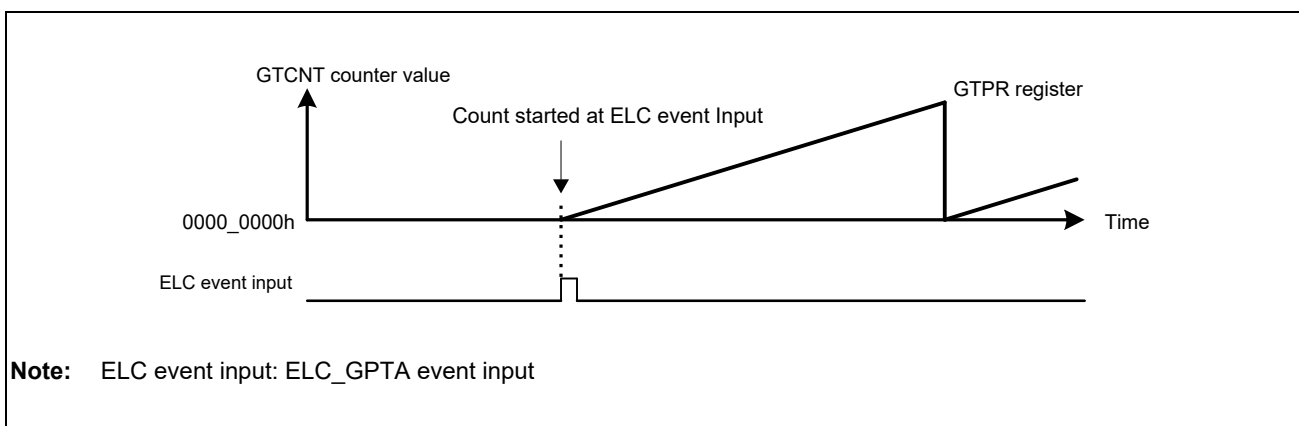 GTCNT counter value
GTPR register
Count started at ELC event Input
0000_0000h
Time
ELC event input
Note: ELC event input: ELC_GPTA event input